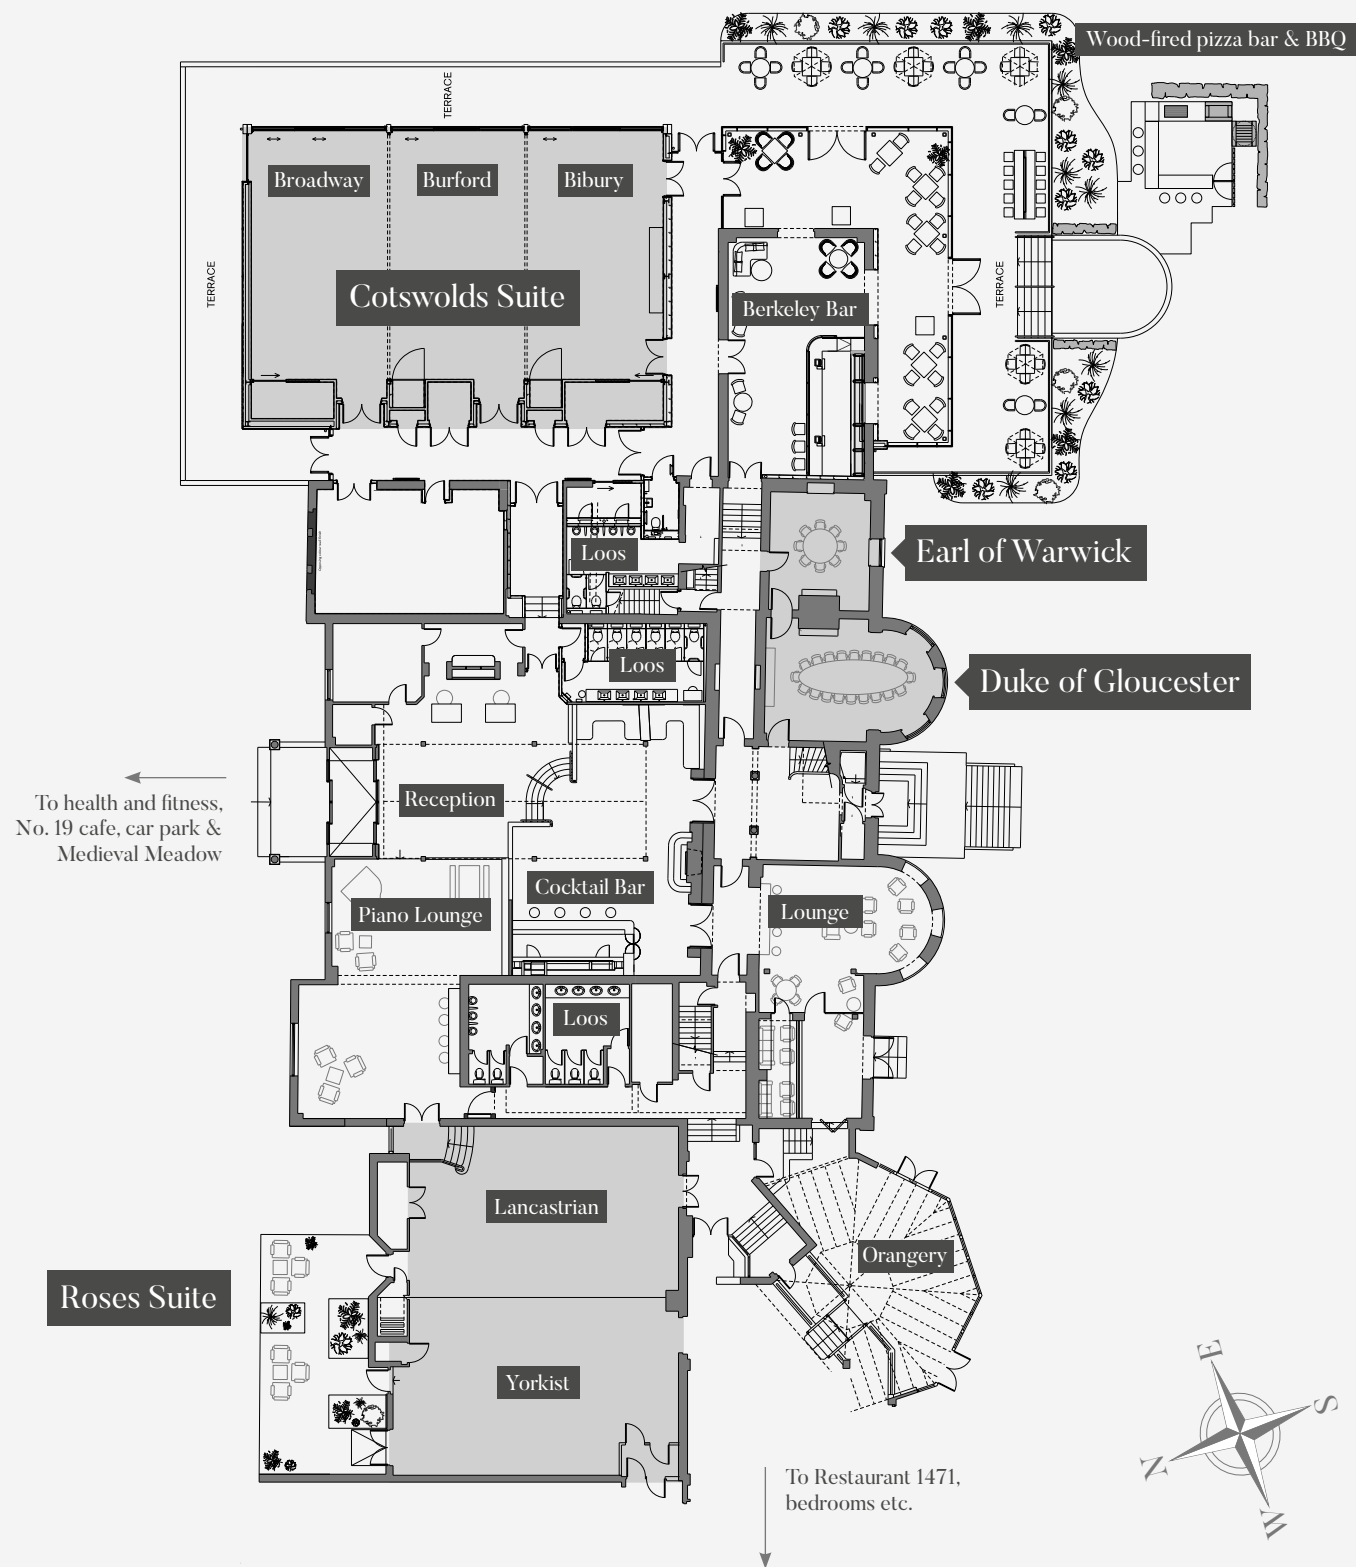 Wood-fired pizza bar & BBQ
TERRACE
Broadway
Burford
Bibury
TERRACE
TERRACE
Cotswolds Suite
Berkeley Bar
Loos
Earl of Warwick
Loos
Duke of Gloucester
To health and fitness,
No. 19 cafe, car park &
Medieval Meadow
Reception
Cocktail Bar
Piano Lounge
Lounge
Loos
Lancastrian
Orangery
Roses Suite
Yorkist
To Restaurant 1471,
bedrooms etc.
E
S
N
W